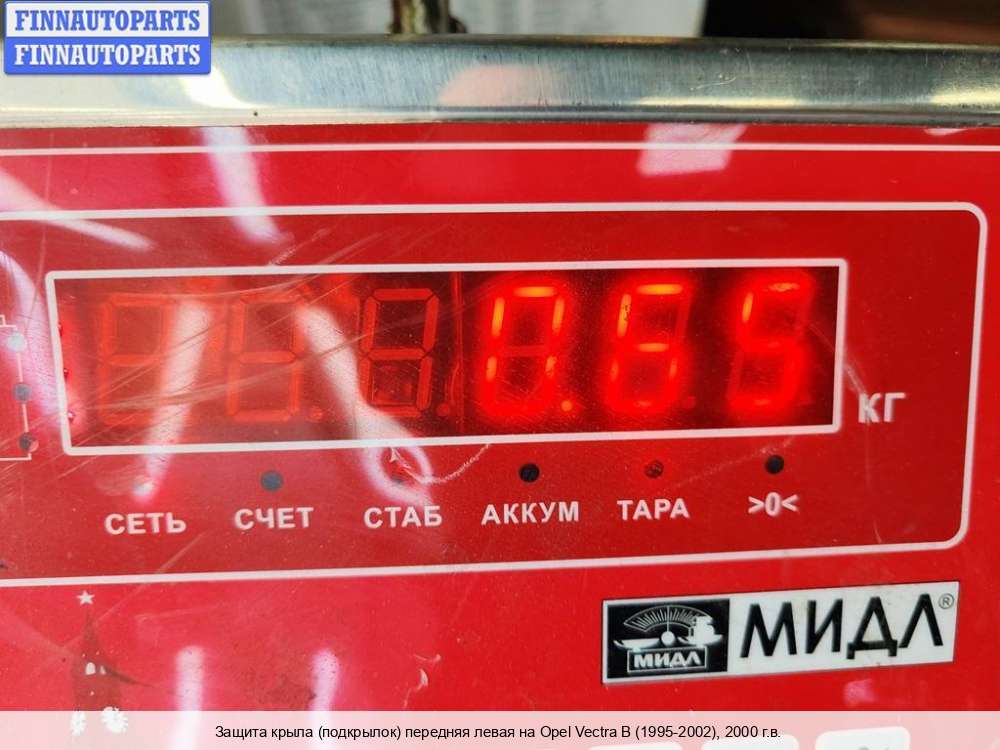 FINNAUTOPARTS
FINNAUTOPARTS
0.65
КГ
СЕТЬ СЧЕТ СТАБ АККУМ ТАРА >0<
МИДЛ МИДЛ®
Защита крыла (подкрылок) передняя левая на Opel Vectra B (1995-2002), 2000 г.в.